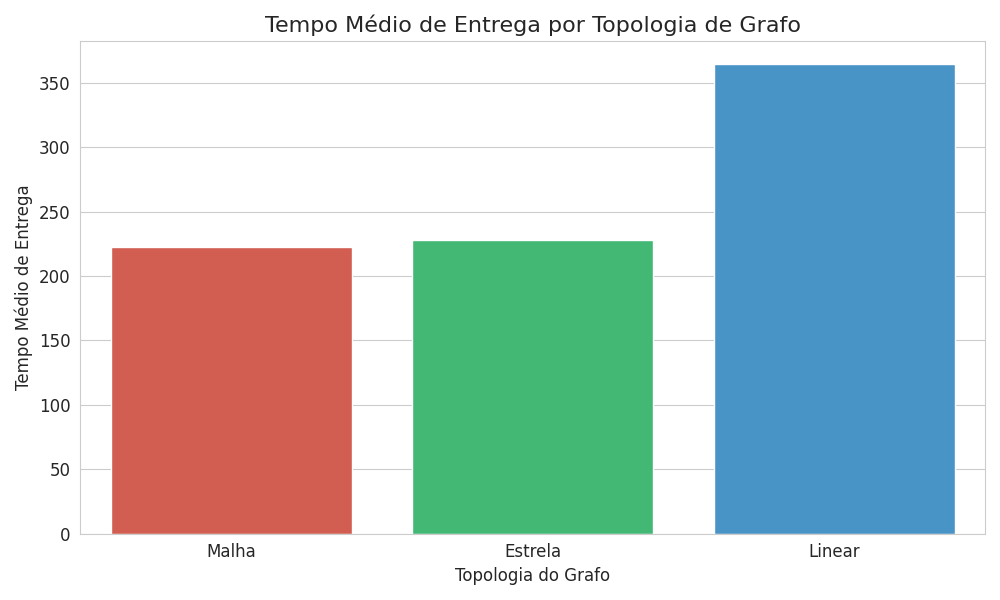 Tempo Médio de Entrega por Topologia de Grafo
Tempo Médio de Entrega
350
300
250
200
150
100
50
0
Malha
Estrela
Linear
Topologia do Grafo